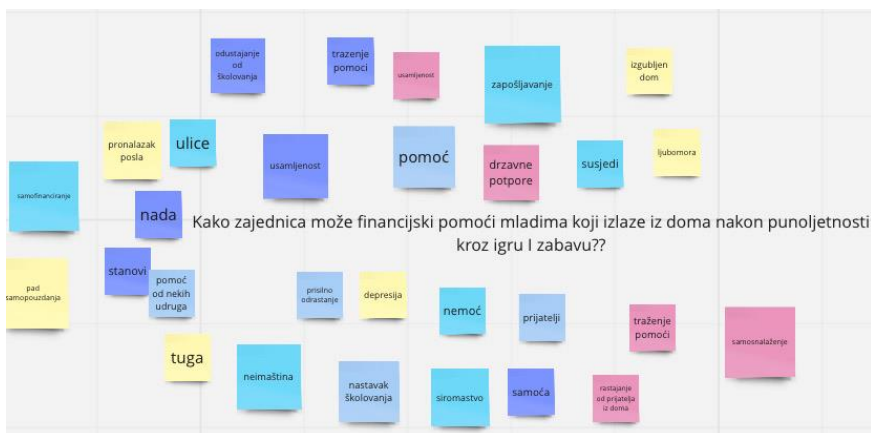 odustajanje
od
školovanja
trazenje
pomoci
usamljenost
zapošljavanje
izgubljen
dom
pronalazak
posla
ulice
usamljenost
pomoć
drzavne
potpore
susjedi
ljubomora
samofinanciranje
nada
Kako zajednica može financijski pomoći mladima koji izlaze iz doma nakon punoljetnosti
kroz igru I zabavu??
stanovi
pomoć
od nekih
udruga
pad
samopouzdanja
prisilno
odrastanje
depresija
nemoć
prijatelji
traženje
pomoći
samosnalaženje
tuga
neimaština
nastavak
školovanja
siromastvo
samoća
rastajanje
od prijatelja
iz doma